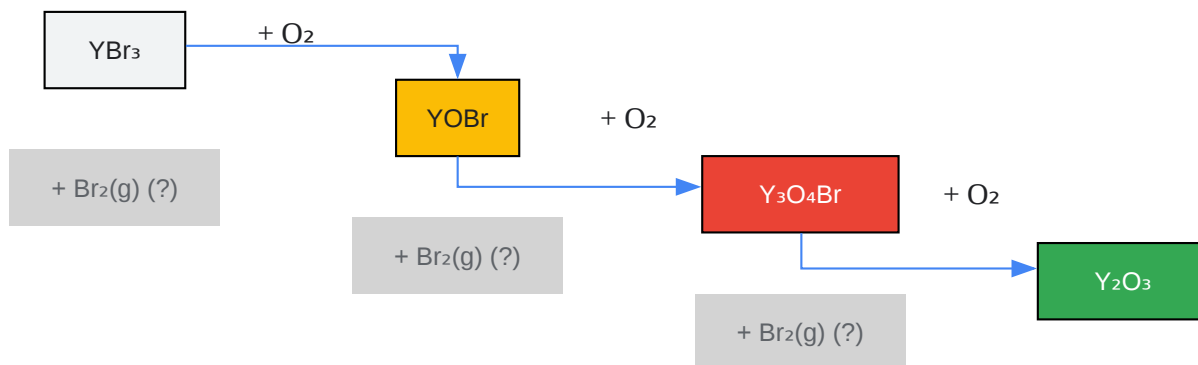 YBr₃
+ O₂
YOBr
+ O₂
+ Br₂(g) (?)
Y₃O₄Br
+ O₂
+ Br₂(g) (?)
Y₂O₃
+ Br₂(g) (?)